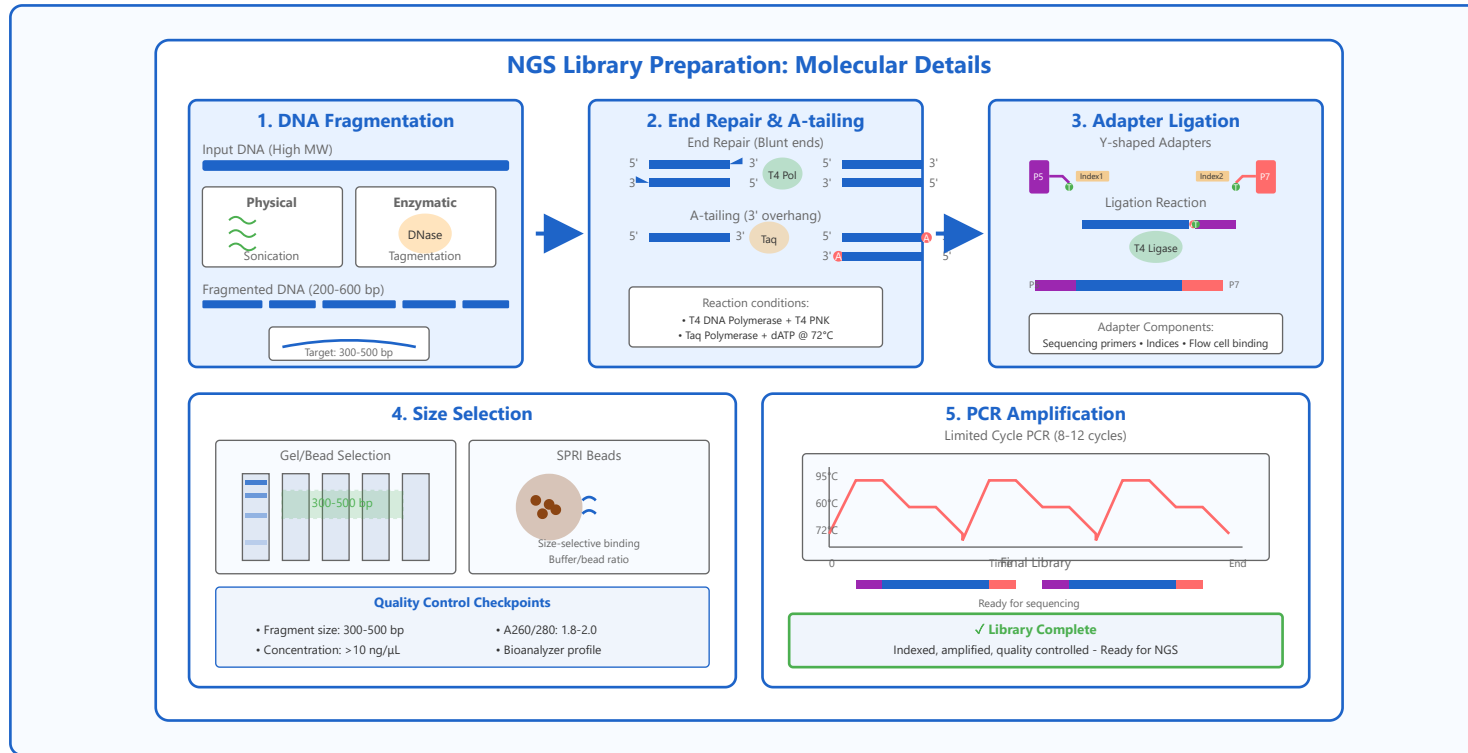 NGS Library Preparation: Molecular Details
1. DNA Fragmentation
Input DNA (High MW)
Physical
Sonication
Enzymatic
DNase
Tagmentation
Fragmented DNA (200-600 bp)
Target: 300-500 bp
2. End Repair & A-tailing
End Repair (Blunt ends)
5' 3' 5' 3'
T4 Pol
3' 5' 3' 5'
A-tailing (3' overhang)
5' 3' 5' A
Taq
3' A 5'
Reaction conditions:
• T4 DNA Polymerase + T4 PNK
• Taq Polymerase + dATP @ 72°C
3. Adapter Ligation
Y-shaped Adapters
P5 Index1 Index2 P7
T T
Ligation Reaction
T
T4 Ligase
P7
Adapter Components:
Sequencing primers • Indices • Flow cell binding
4. Size Selection
Gel/Bead Selection
300-500 bp
SPRI Beads
Size-selective binding
Buffer/bead ratio
Quality Control Checkpoints
• Fragment size: 300-500 bp
• Concentration: >10 ng/μL
• A260/280: 1.8-2.0
• Bioanalyzer profile
5. PCR Amplification
Limited Cycle PCR (8-12 cycles)
95°C
60°C
72°C
0 Time End
Final Library
Ready for sequencing
✓ Library Complete
Indexed, amplified, quality controlled - Ready for NGS